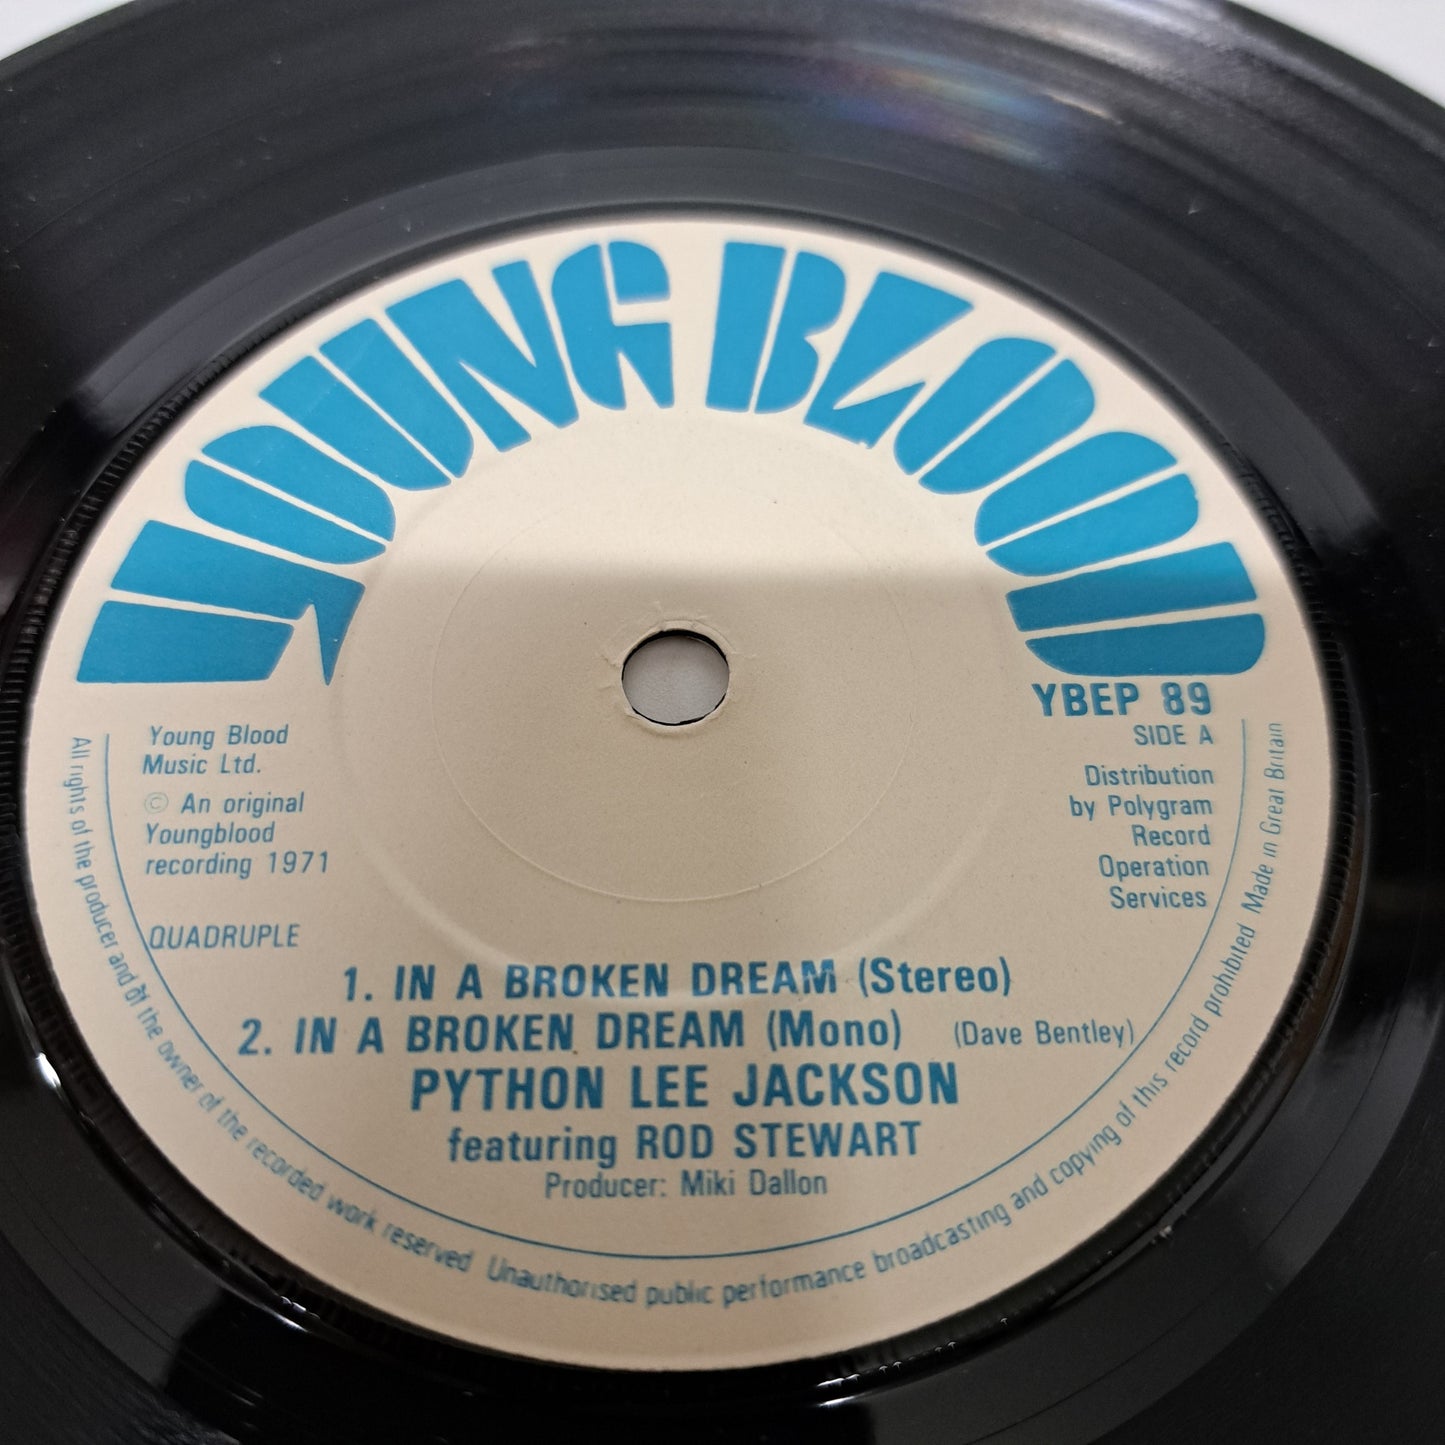 YOUNG BLOOD
YBEP 89
SIDE A
Young Blood
Music Ltd.
© An original
Youngblood
recording 1971
Distribution
by Polygram
Record
Operation
Services
QUADRUPLE
1. IN A BROKEN DREAM (Stereo)
2. IN A BROKEN DREAM (Mono) (Dave Bentley)
PYTHON LEE JACKSON
featuring ROD STEWART
Producer: Miki Dallon
All rights of the producer and of the owner of the recorded work reserved Unauthorised public performance broadcasting and copying of this record prohibited Made in Great Britain